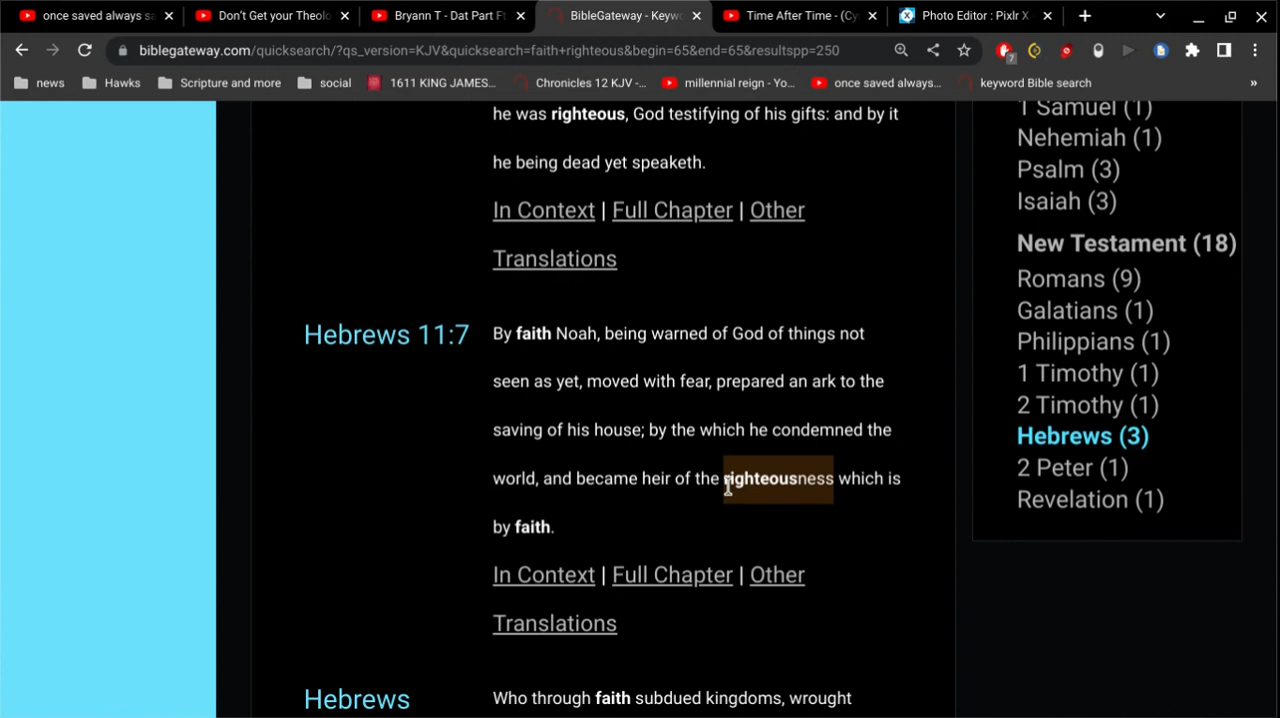 once saved always sa
Don't Get your Theolo
Bryann T - Dat Part Ft
BibleGateway - Keywo
Time After Time - (Cy
Photo Editor : Pixlr X
biblegateway.com/quicksearch/?qs_version=KJV&quicksearch=faith+righteous&begin=65&end=65&resultspp=250
7
news
Hawks
Scripture and more
social
1611 KING JAMES...
Chronicles 12 KJV -...
millennial reign - Yo...
once saved always...
keyword Bible search
»
he was righteous, God testifying of his gifts: and by it
he being dead yet speaketh.
In Context | Full Chapter | Other
Translations
Hebrews 11:7
By faith Noah, being warned of God of things not
seen as yet, moved with fear, prepared an ark to the
saving of his house; by the which he condemned the
world, and became heir of the righteousness which is
by faith.
In Context | Full Chapter | Other
Translations
Hebrews
Who through faith subdued kingdoms, wrought
1 Samuel (1)
Nehemiah (1)
Psalm (3)
Isaiah (3)
New Testament (18)
Romans (9)
Galatians (1)
Philippians (1)
1 Timothy (1)
2 Timothy (1)
Hebrews (3)
2 Peter (1)
Revelation (1)